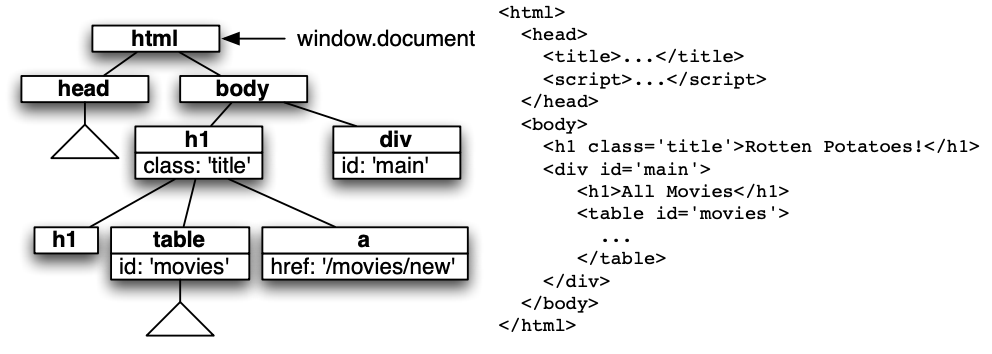 html
window.document
head
body
h1
class: 'title'
div
id: 'main'
h1
table
id: 'movies'
a
href: '/movies/new'
<html>
<head>
<title>...</title>
<script>...</script>
</head>
<body>
<h1 class='title'>Rotten Potatoes!</h1>
<div id='main'>
<h1>All Movies</h1>
<table id='movies'>
...
</table>
</div>
</body>
</html>